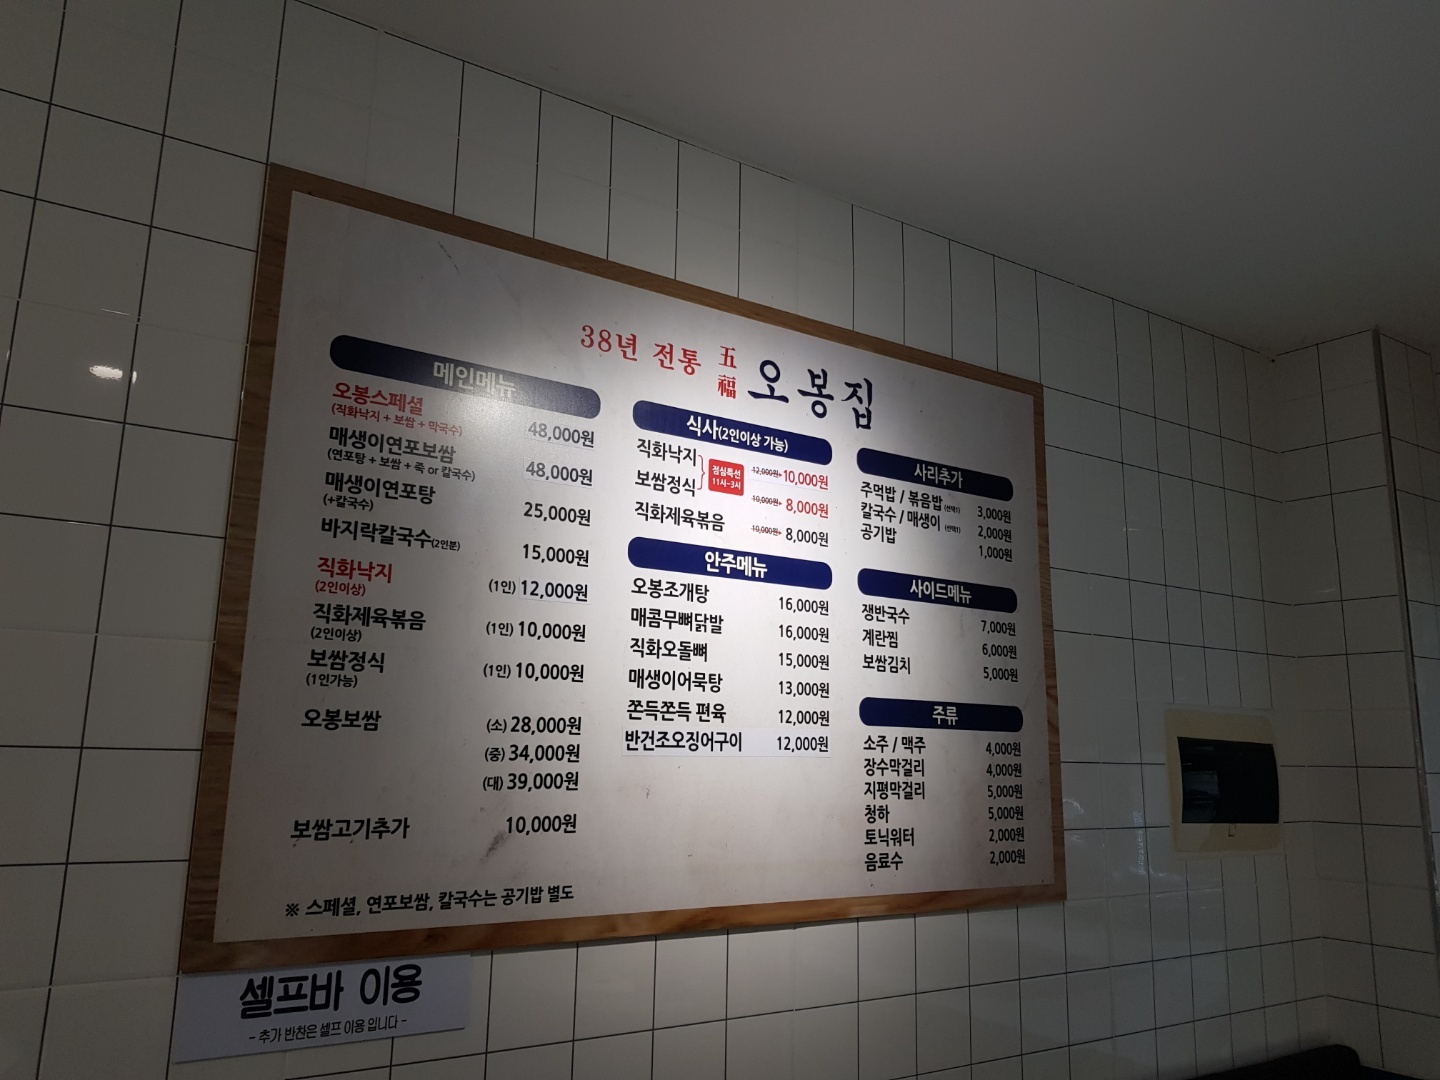 38년 전통 五福 오봉집
메인메뉴
오봉스페셜 48,000원
(직화낙지 + 보쌈 + 막국수)
매생이연포보쌈 48,000원
(연포탕 + 보쌈 + 죽 or 칼국수)
매생이연포탕 25,000원
(+칼국수)
바지락칼국수(2인분) 15,000원
직화낙지 (1인) 12,000원
(2인이상)
직화제육볶음 (1인) 10,000원
(2인이상)
보쌈정식 (1인) 10,000원
(1인가능)
오봉보쌈 (소) 28,000원
(중) 34,000원
(대) 39,000원
보쌈고기추가 10,000원
※ 스페셜, 연포보쌈, 칼국수는 공기밥 별도
식사(2인이상 가능)
직화낙지 12,000원 10,000원
점심특선
11시~3시
보쌈정식 10,000원 8,000원
직화제육볶음 10,000원 8,000원
안주메뉴
오봉조개탕 16,000원
매콤무뼈닭발 16,000원
직화오돌뼈 15,000원
매생이어묵탕 13,000원
쫀득쫀득 편육 12,000원
반건조오징어구이 12,000원
사리추가
주먹밥 / 볶음밥 (선택1) 3,000원
칼국수 / 매생이 (선택1) 2,000원
공기밥 1,000원
사이드메뉴
쟁반국수 7,000원
계란찜 6,000원
보쌈김치 5,000원
주류
소주 / 맥주 4,000원
장수막걸리 4,000원
지평막걸리 5,000원
청하 5,000원
토닉워터 2,000원
음료수 2,000원
셀프바 이용
- 추가 반찬은 셀프 이용 입니다 -